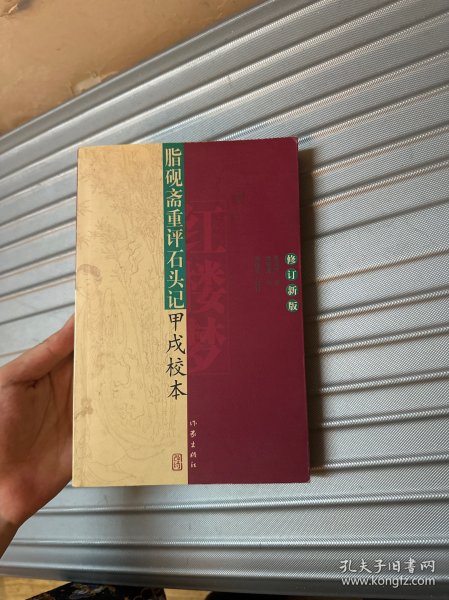 脂砚斋重评石头记
甲戌校本
红楼梦
修订新版
作家出版社
孔夫子旧书网
www.kongfz.com